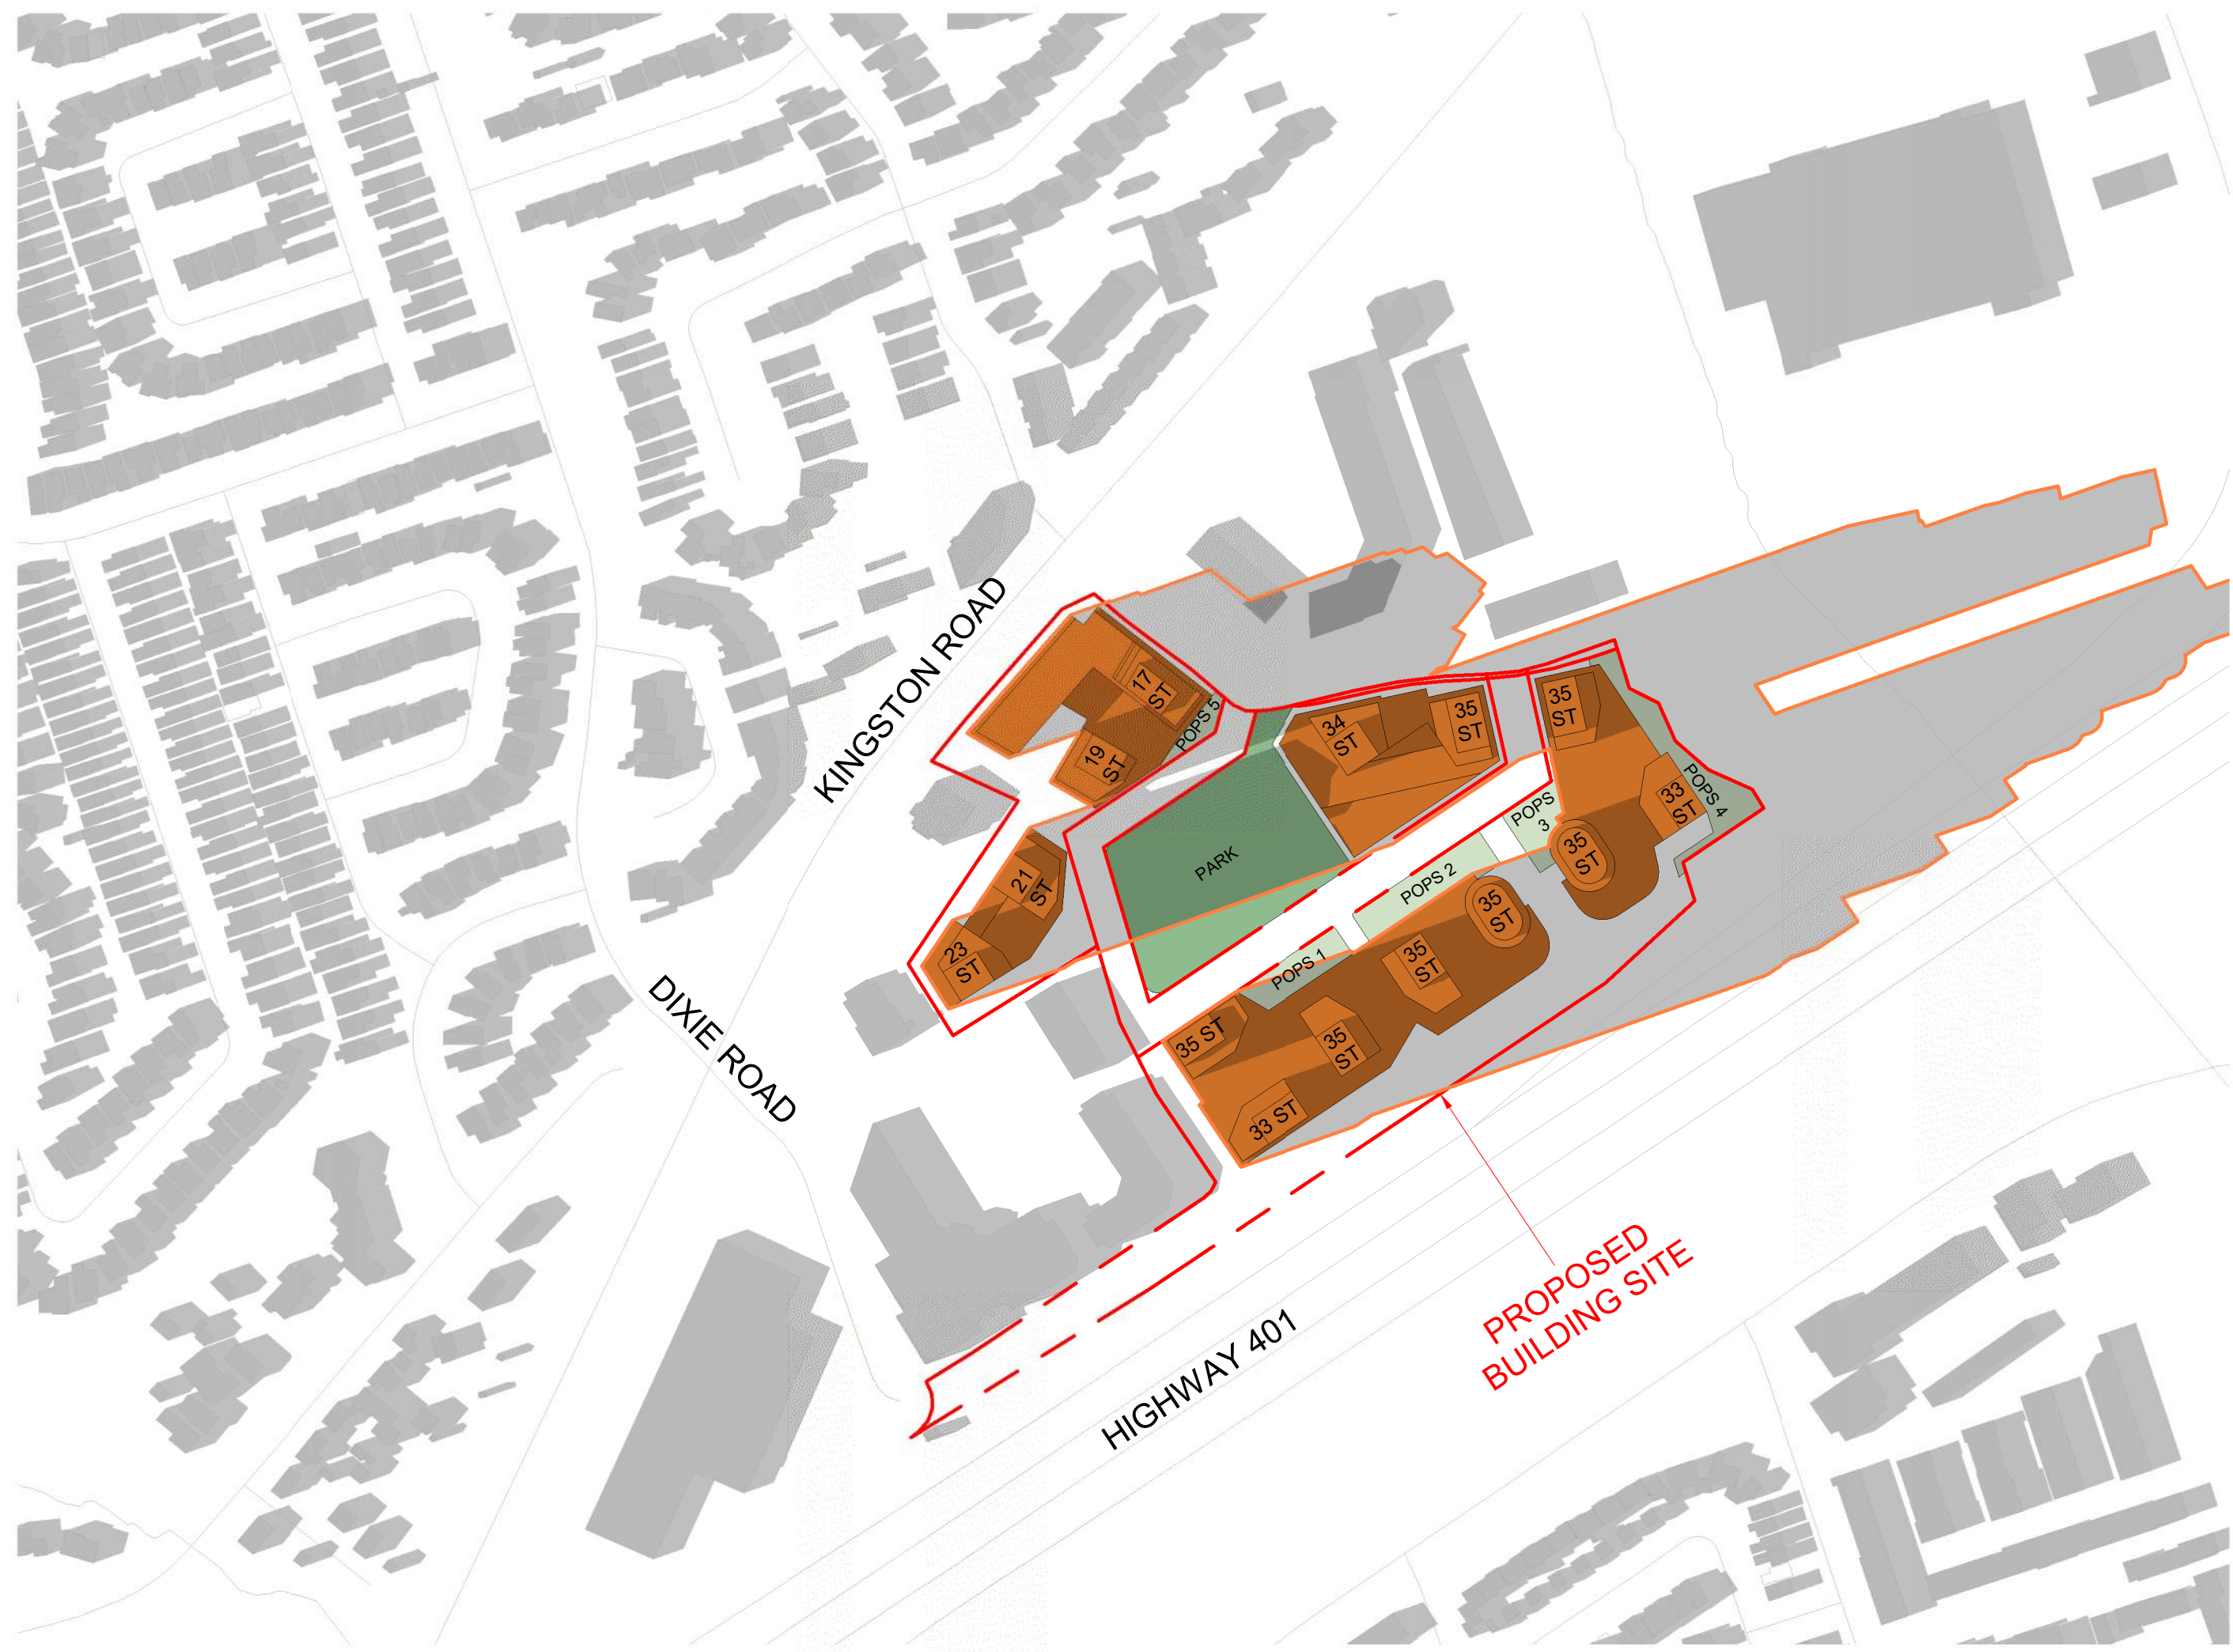 KINGSTON ROAD
17
ST
POPS 5
19
ST
34
ST
35
ST
35
ST
33
ST
POPS 4
POPS
3
35
ST
PARK
POPS 2
21
ST
35
ST
23
ST
35
ST
POPS 1
35 ST
35
ST
33 ST
DIXIE ROAD
HIGHWAY 401
PROPOSED
BUILDING SITE